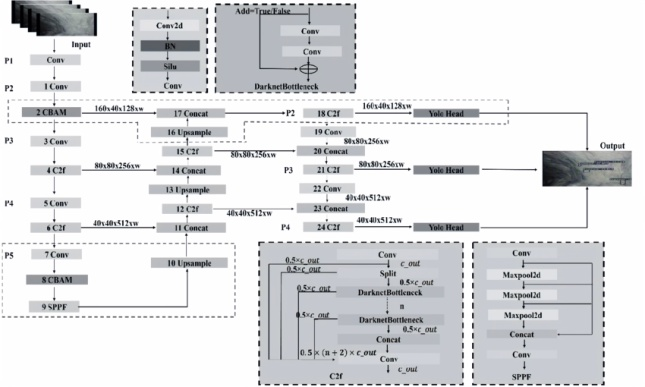 Input
P1
Conv
P2
1 Conv
2 CBAM
160x40x128xw
17 Concat
P2
18 C2f
160x40x128xw
Yolo Head
16 Upsample
19 Conv
P3
3 Conv
15 C2f
80x80x256xw
80x80x256xw
20 Concat
4 C2f
80x80x256xw
14 Concat
P3
21 C2f
80x80x256xw
Yolo Head
13 Upsample
22 Conv
P4
5 Conv
12 C2f
40x40x512xw
40x40x512xw
23 Concat
6 C2f
40x40x512xw
11 Concat
P4
24 C2f
40x40x512xw
Yolo Head
P5
7 Conv
10 Upsample
8 CBAM
9 SPPF
Output
Conv2d
BN
Silu
Conv
Add=True/False
Conv
Conv
DarknetBottleneck
Conv
0.5×c_out
c_out
0.5×c_out
Split
0.5×c_out
0.5×c_out
DarknetBottleneck
n
0.5×c_out
DarknetBottleneck
0.5×c_out
Concat
0.5 × (n + 2) × c_out
Conv
c_out
C2f
Conv
Maxpool2d
Maxpool2d
Maxpool2d
Concat
Conv
SPPF